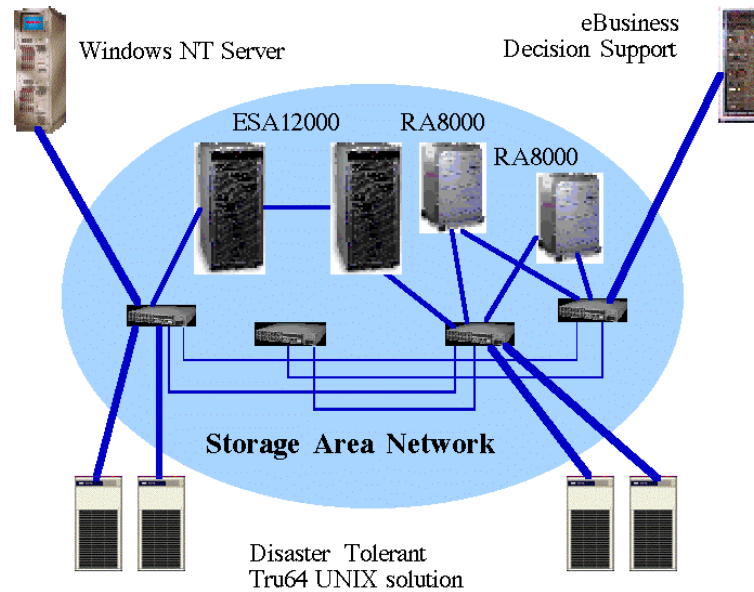 eBusiness
Windows NT Server
Decision Support
ESA12000
RA8000
RA8000
Storage Area Network
Disaster Tolerant
Tru64 UNIX solution